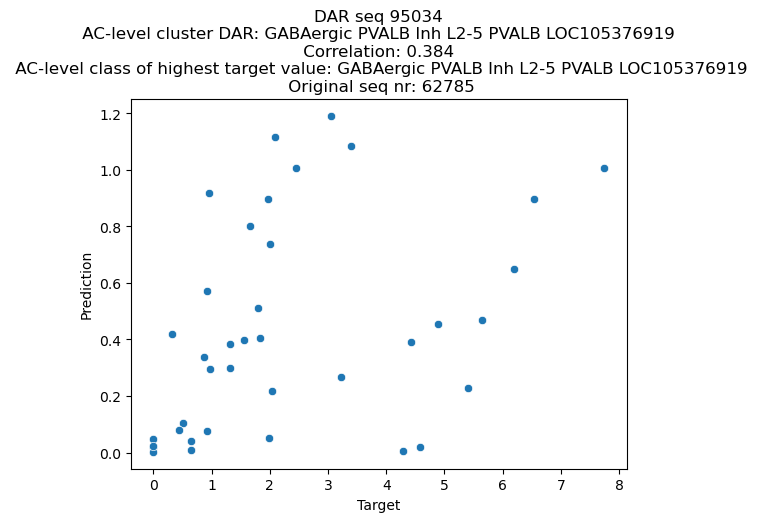 DAR seq 95034
AC-level cluster DAR: GABAergic PVALB Inh L2-5 PVALB LOC105376919
Correlation: 0.384
AC-level class of highest target value: GABAergic PVALB Inh L2-5 PVALB LOC105376919
Original seq nr: 62785
1.2
1.0
0.8
0.6
0.4
0.2
0.0
Prediction
0 1 2 3 4 5 6 7 8
Target